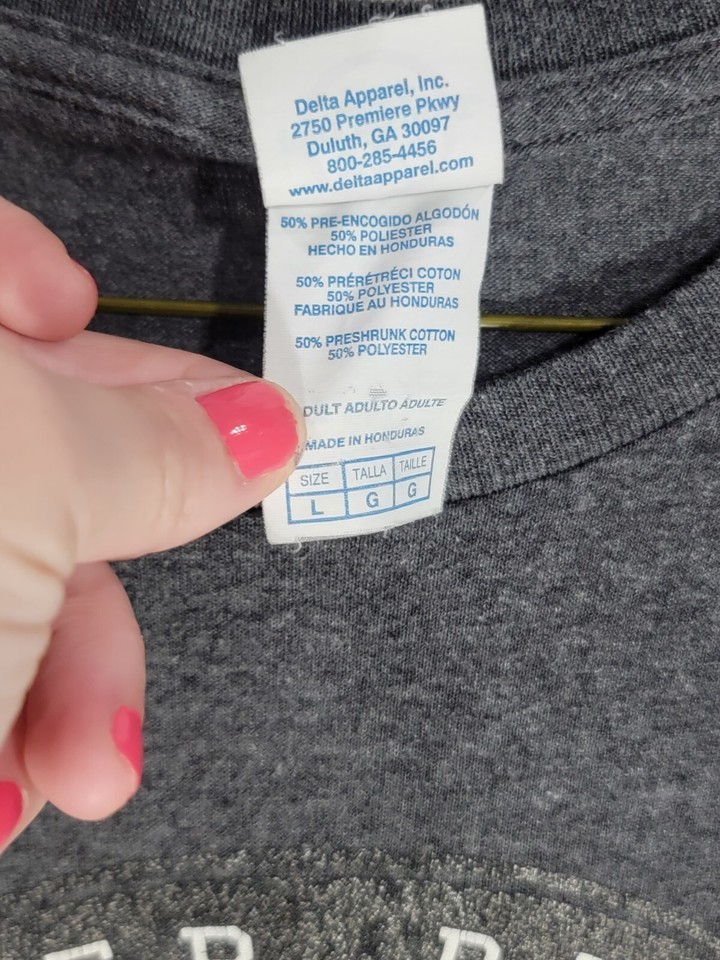 Delta Apparel, Inc.
2750 Premiere Pkwy
Duluth, GA 30097
800-285-4456
www.deltaapparel.com
50% PRE-ENCOGIDO ALGODÓN
50% POLIESTER
HECHO EN HONDURAS
50% PRÉRÉTRÉCI COTON
50% POLYESTER
FABRIQUE AU HONDURAS
50% PRESHRUNK COTTON
50% POLYESTER
DULT ADULTO ADULTE
MADE IN HONDURAS
SIZE TALLA TAILLE
L G G